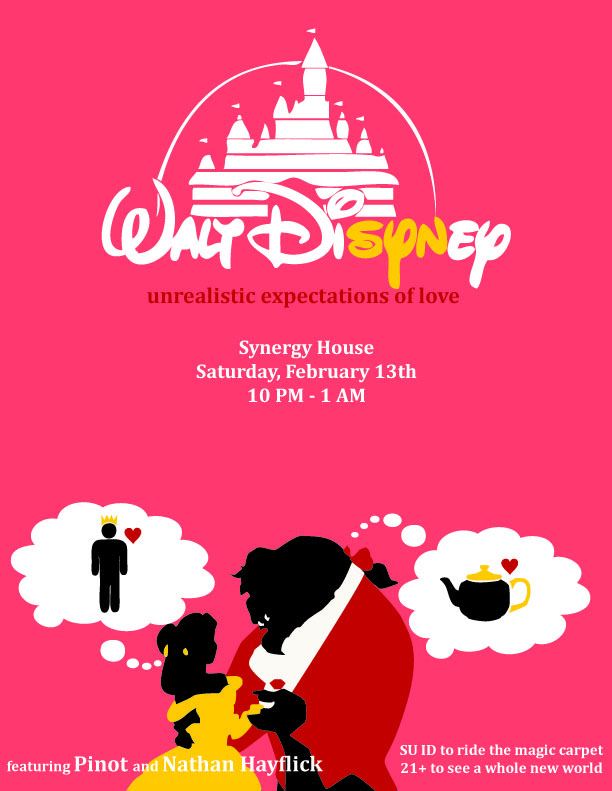 WALT DISYNEY
unrealistic expectations of love
Synergy House
Saturday, February 13th
10 PM - 1 AM
featuring Pinot and Nathan Hayflick
SU ID to ride the magic carpet
21+ to see a whole new world